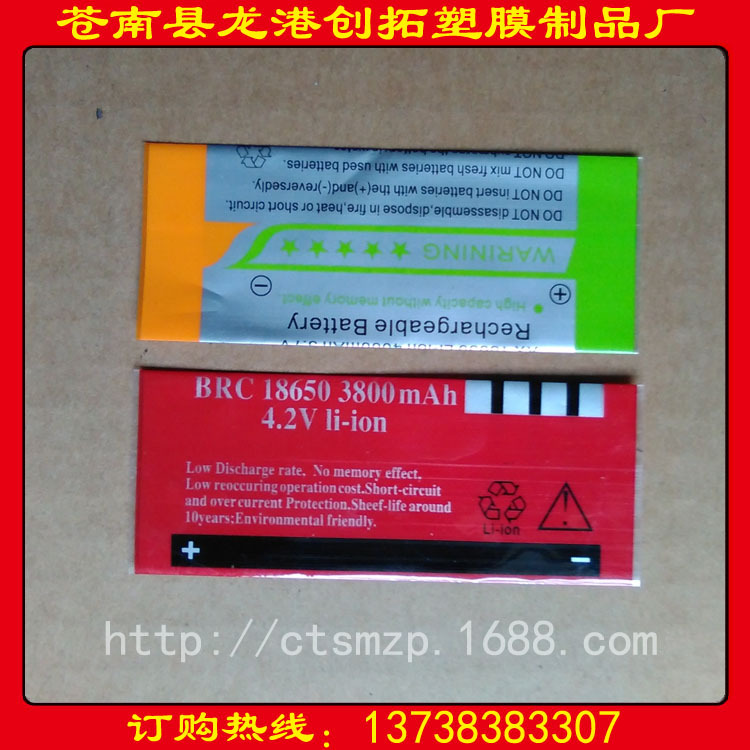 苍南县龙港创拓塑膜制品厂
DO NOT mix fresh batteries with used batteries.
DO NOT insert batteries with the(+)and(-)reversedly.
DO NOT disassemble,dispose in fire,heat or short circuit.
WARINING
High capacity without memory effect
Rechargeable Battery
BRC 18650 3800mAh
4.2V li-ion
Low Discharge rate. No memory effect.
Low reoccuring operation cost.Short-circuit
and over current Protection.Sheef-life around
10years;Environmental friendly.
Li-ion
+ −
http://ctsmzp.1688.com
订购热线：13738383307